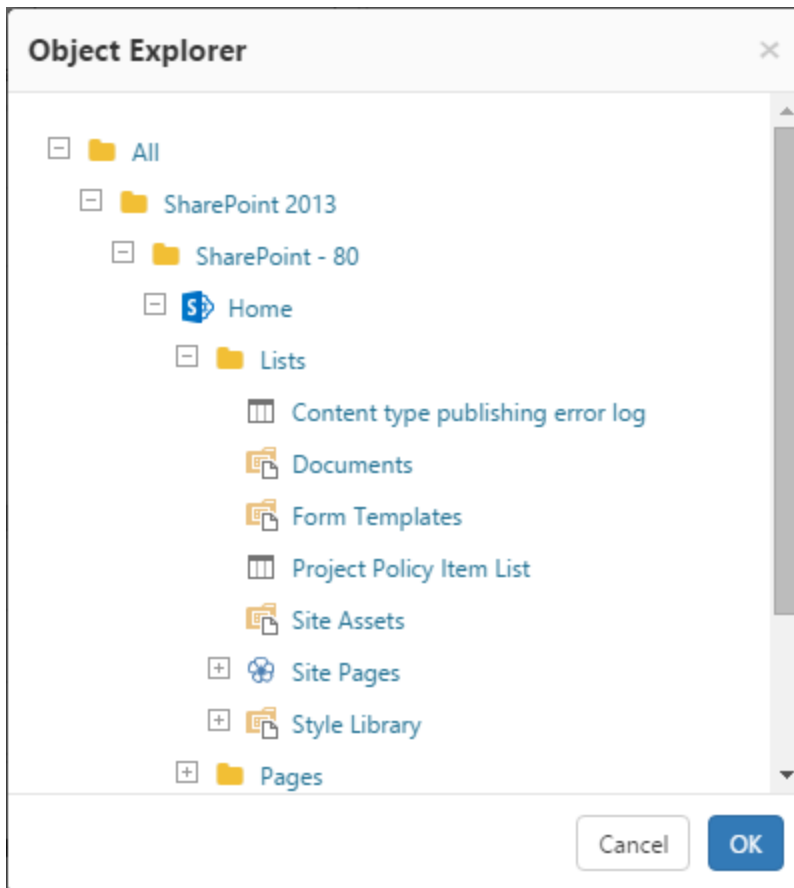 Object Explorer
All
SharePoint 2013
SharePoint - 80
Home
Lists
Content type publishing error log
Documents
Form Templates
Project Policy Item List
Site Assets
Site Pages
Style Library
Pages
Cancel
OK